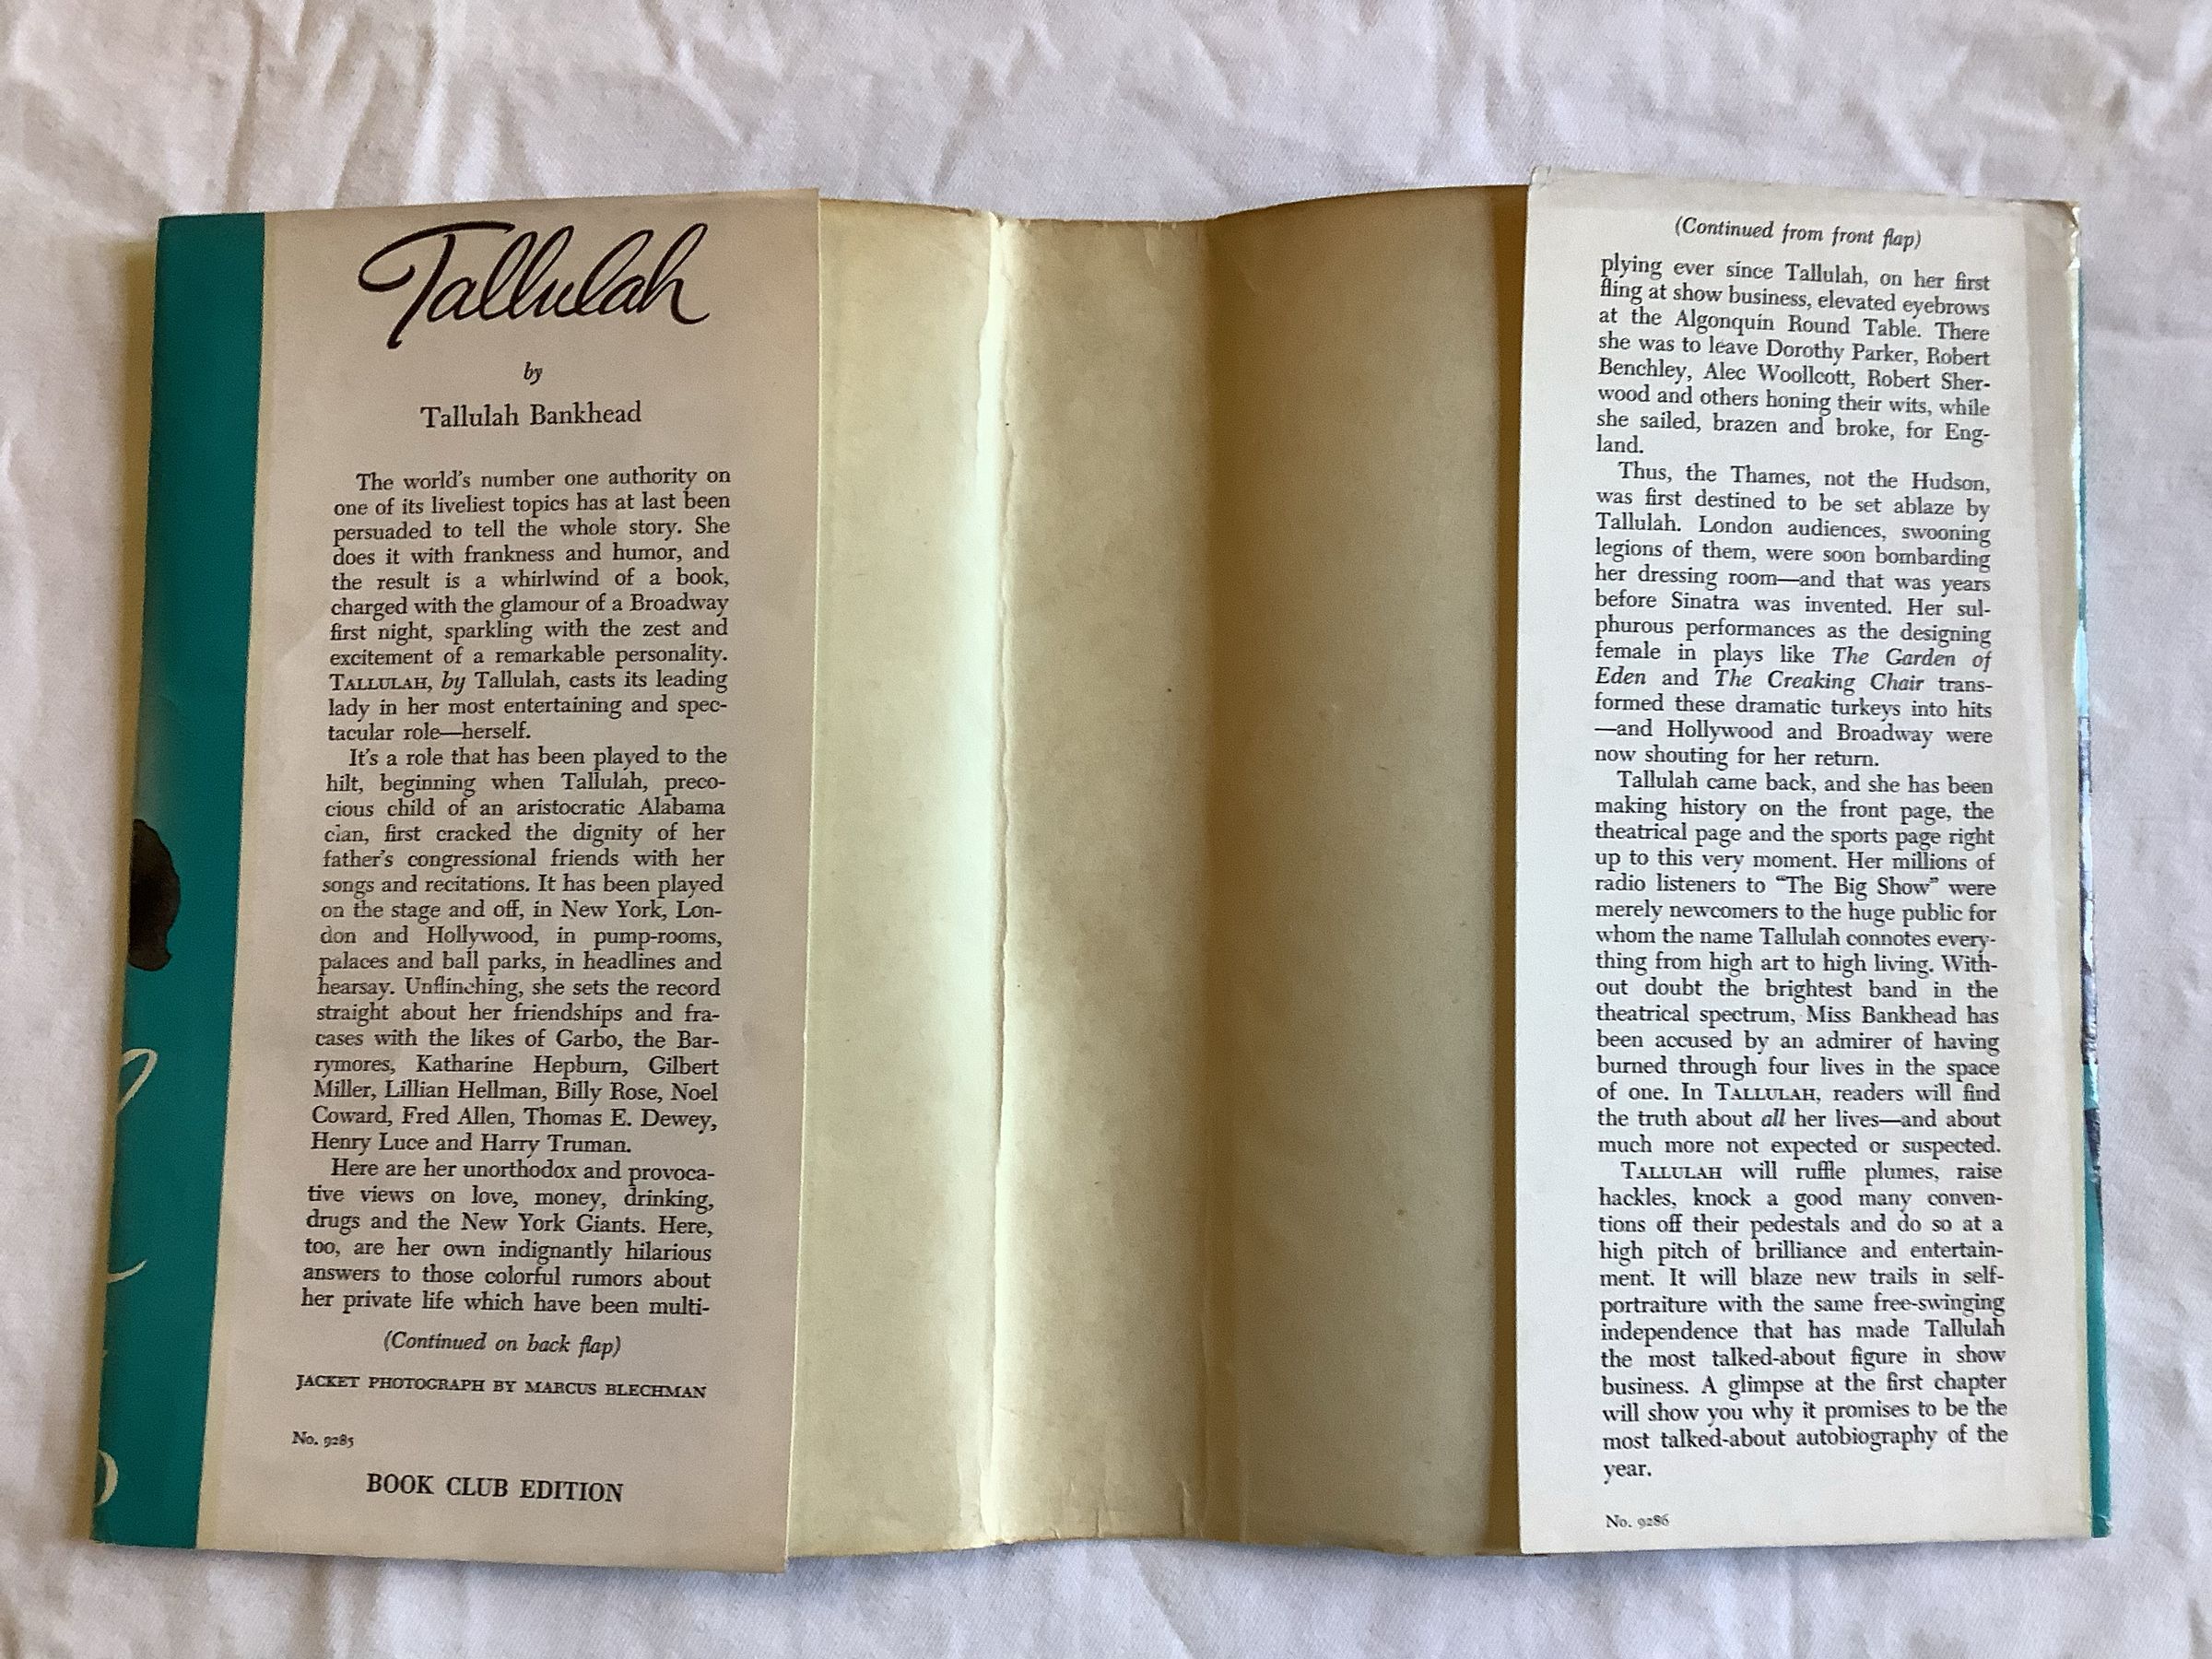 Tallulah
by
Tallulah Bankhead
The world's number one authority on
one of its liveliest topics has at last been
persuaded to tell the whole story. She
does it with frankness and humor, and
the result is a whirlwind of a book,
charged with the glamour of a Broadway
first night, sparkling with the zest and
excitement of a remarkable personality.
TALLULAH, by Tallulah, casts its leading
lady in her most entertaining and spec-
tacular role—herself.
It's a role that has been played to the
hilt, beginning when Tallulah, preco-
cious child of an aristocratic Alabama
clan, first cracked the dignity of her
father's congressional friends with her
songs and recitations. It has been played
on the stage and off, in New York, Lon-
don and Hollywood, in pump-rooms,
palaces and ball parks, in headlines and
hearsay. Unflinching, she sets the record
straight about her friendships and fra-
cases with the likes of Garbo, the Bar-
rymores, Katharine Hepburn, Gilbert
Miller, Lillian Hellman, Billy Rose, Noel
Coward, Fred Allen, Thomas E. Dewey,
Henry Luce and Harry Truman.
Here are her unorthodox and provoca-
tive views on love, money, drinking,
drugs and the New York Giants. Here,
too, are her own indignantly hilarious
answers to those colorful rumors about
her private life which have been multi-
(Continued on back flap)
JACKET PHOTOGRAPH BY MARCUS BLECHMAN
No. 9285
BOOK CLUB EDITION
(Continued from front flap)
plying ever since Tallulah, on her first
fling at show business, elevated eyebrows
at the Algonquin Round Table. There
she was to leave Dorothy Parker, Robert
Benchley, Alec Woollcott, Robert Sher-
wood and others honing their wits, while
she sailed, brazen and broke, for Eng-
land.
Thus, the Thames, not the Hudson,
was first destined to be set ablaze by
Tallulah. London audiences, swooning
legions of them, were soon bombarding
her dressing room—and that was years
before Sinatra was invented. Her sul-
phurous performances as the designing
female in plays like The Garden of
Eden and The Creaking Chair trans-
formed these dramatic turkeys into hits
—and Hollywood and Broadway were
now shouting for her return.
Tallulah came back, and she has been
making history on the front page, the
theatrical page and the sports page right
up to this very moment. Her millions of
radio listeners to "The Big Show" were
merely newcomers to the huge public for
whom the name Tallulah connotes every-
thing from high art to high living. With-
out doubt the brightest band in the
theatrical spectrum, Miss Bankhead has
been accused by an admirer of having
burned through four lives in the space
of one. In TALLULAH, readers will find
the truth about all her lives—and about
much more not expected or suspected.
TALLULAH will ruffle plumes, raise
hackles, knock a good many conven-
tions off their pedestals and do so at a
high pitch of brilliance and entertain-
ment. It will blaze new trails in self-
portraiture with the same free-swinging
independence that has made Tallulah
the most talked-about figure in show
business. A glimpse at the first chapter
will show you why it promises to be the
most talked-about autobiography of the
year.
No. 9286